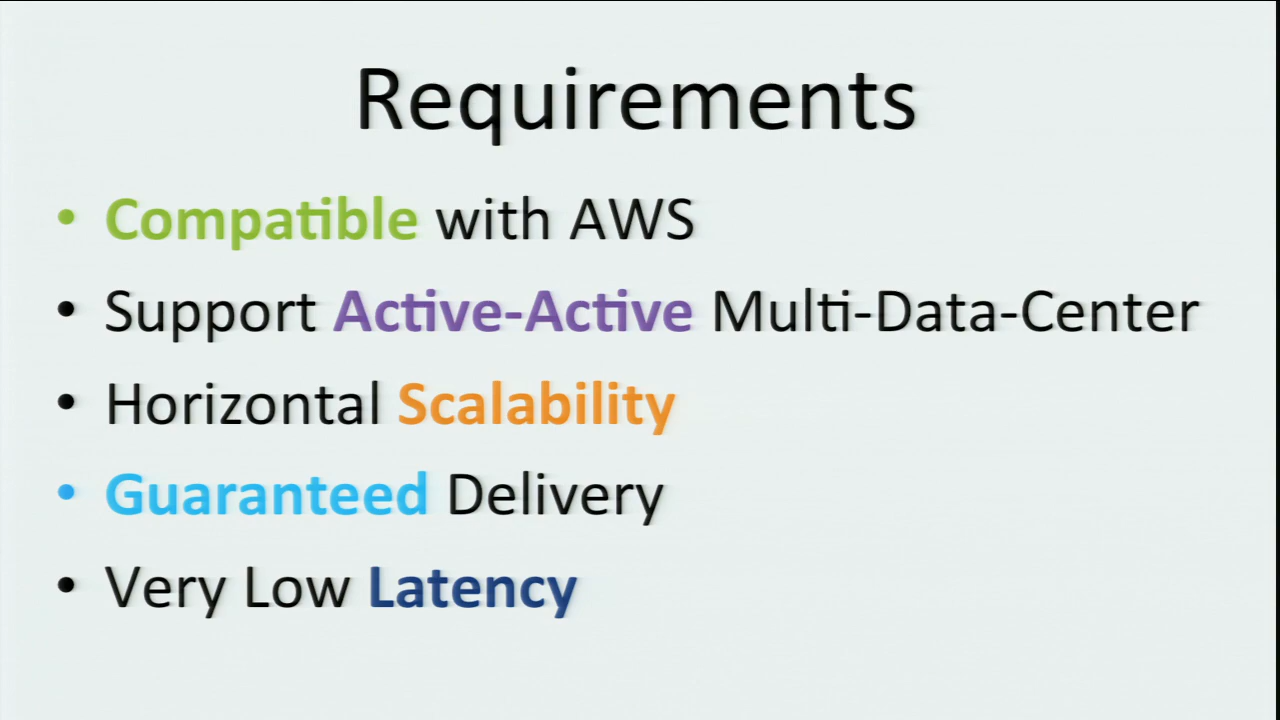 Requirements
• Compatible with AWS
• Support Active-Active Multi-Data-Center
• Horizontal Scalability
• Guaranteed Delivery
• Very Low Latency